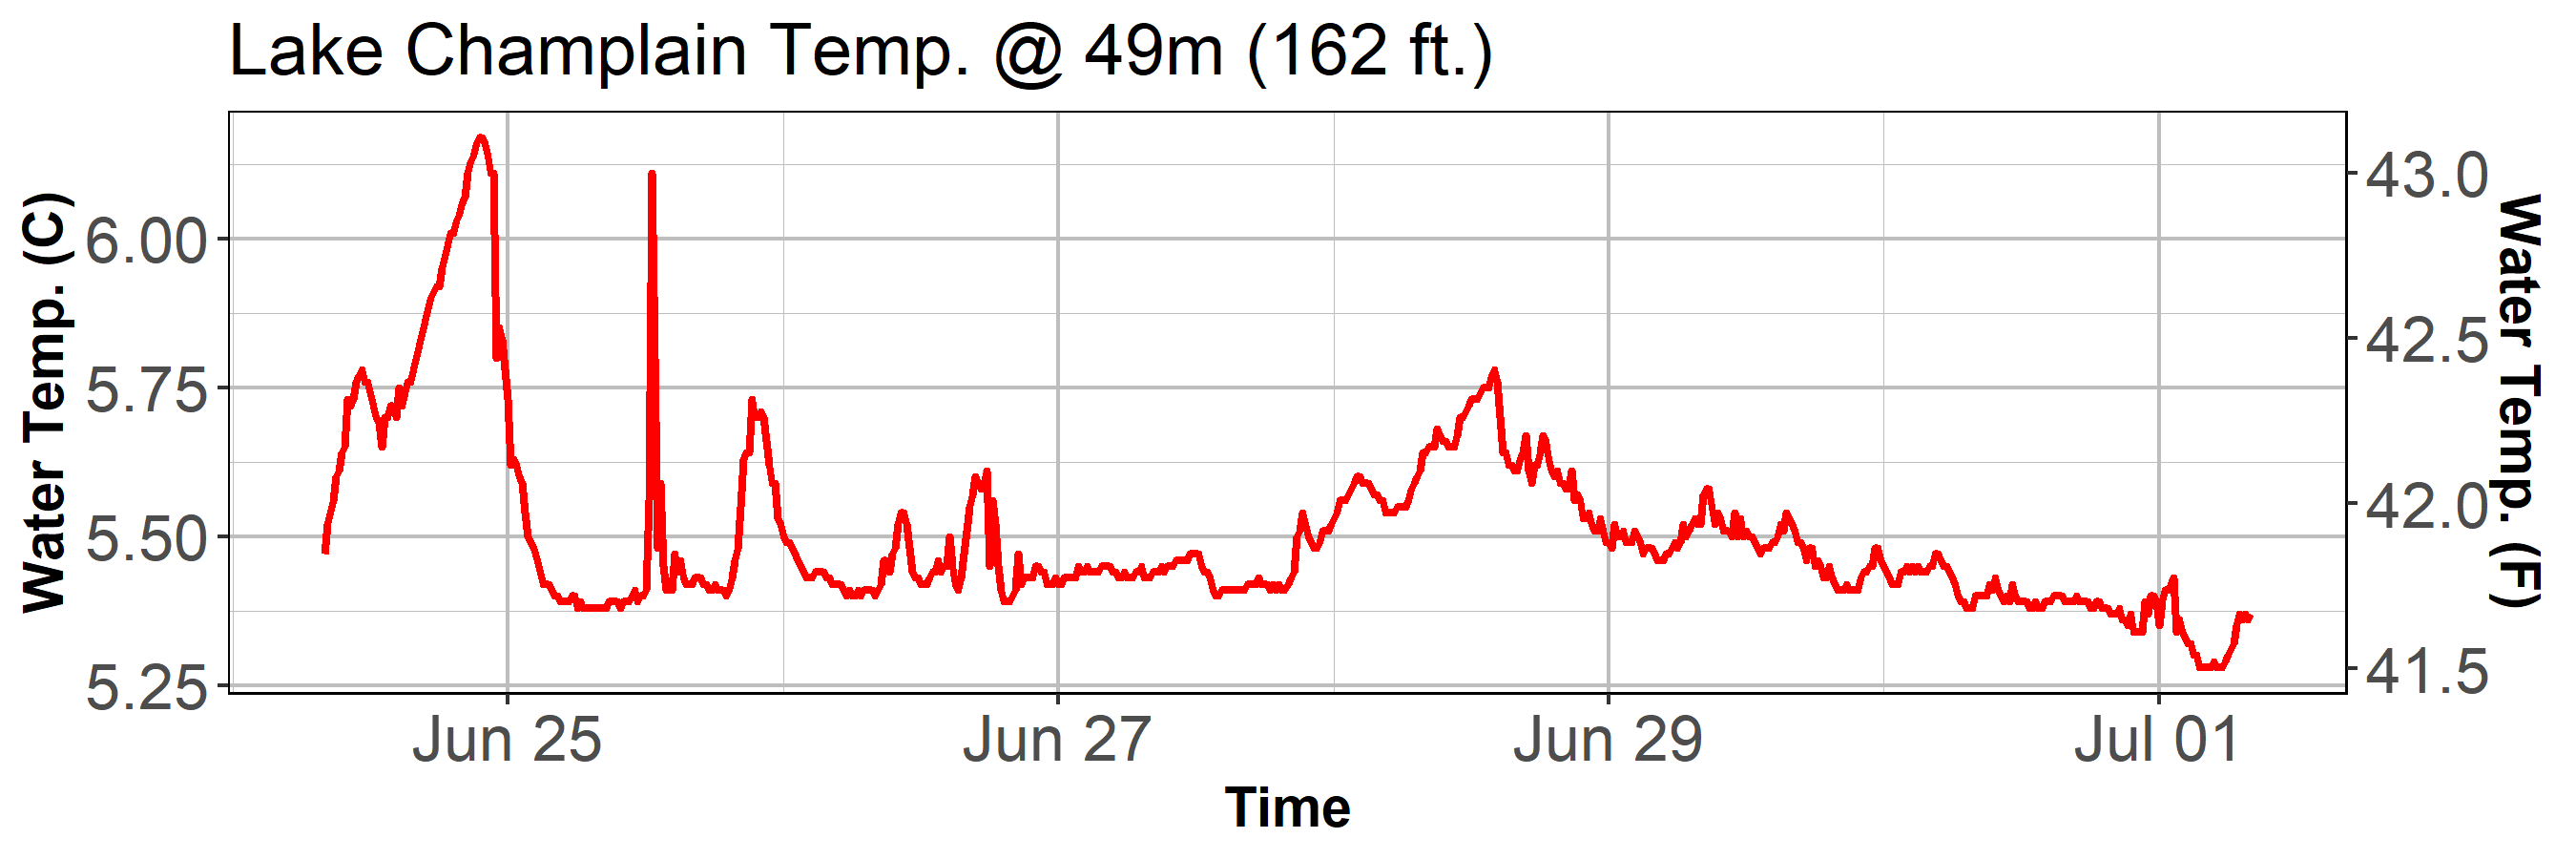 Lake Champlain Temp. @ 49m (162 ft.)
Water Temp. (C)
6.00
5.75
5.50
5.25
43.0
42.5
42.0
41.5
Water Temp. (F)
Jun 25
Jun 27
Jun 29
Jul 01
Time